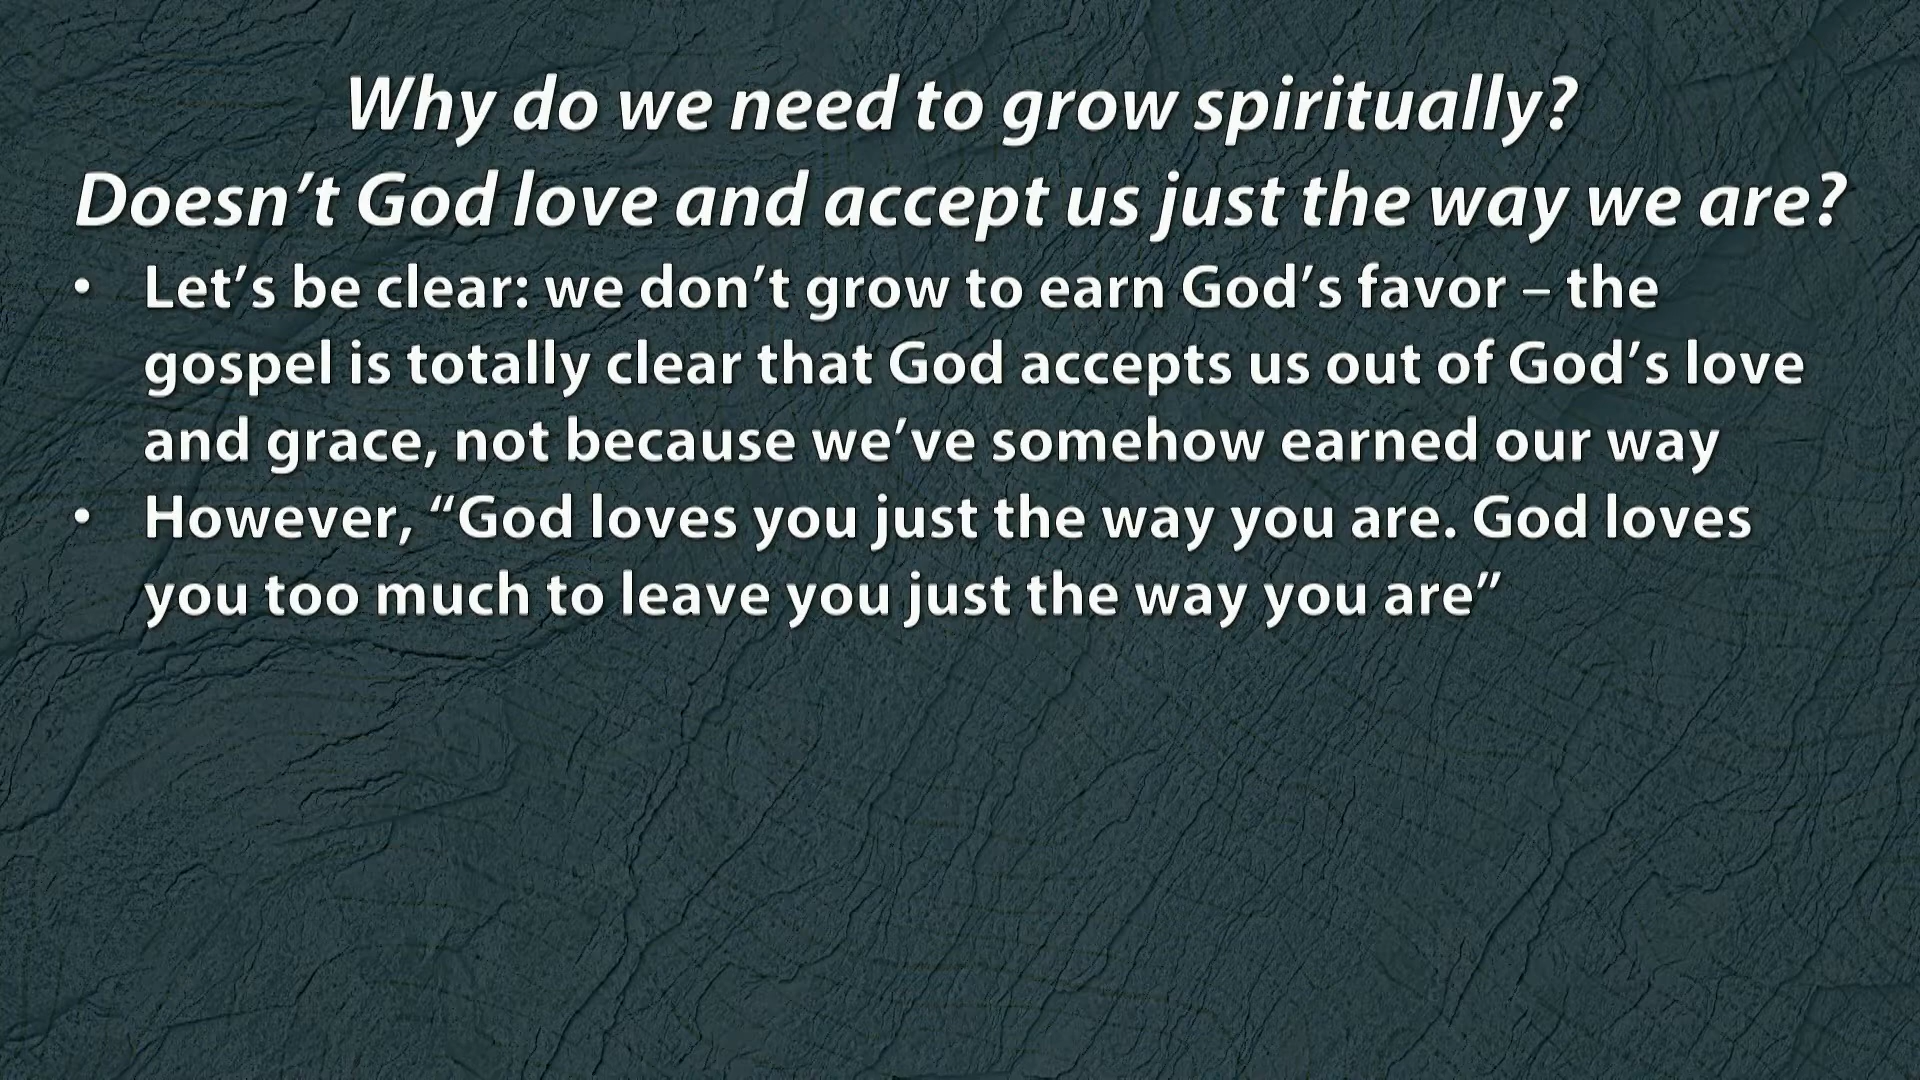 Why do we need to grow spiritually?
Doesn’t God love and accept us just the way we are?
• Let’s be clear: we don’t grow to earn God’s favor – the
gospel is totally clear that God accepts us out of God’s love
and grace, not because we’ve somehow earned our way
• However, “God loves you just the way you are. God loves
you too much to leave you just the way you are”